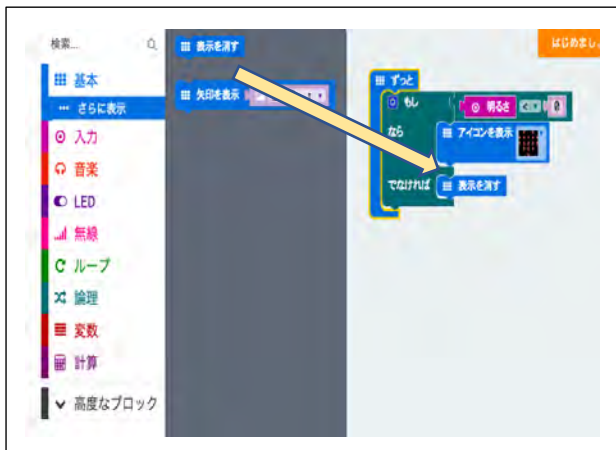 検索...
基本
さらに表示
入力
音楽
LED
無線
ループ
論理
変数
計算
高度なブロック
表示を消す
矢印を表示
はじめまし
ずっと
もし 明るさ < 0
なら アイコンを表示
でなければ 表示を消す